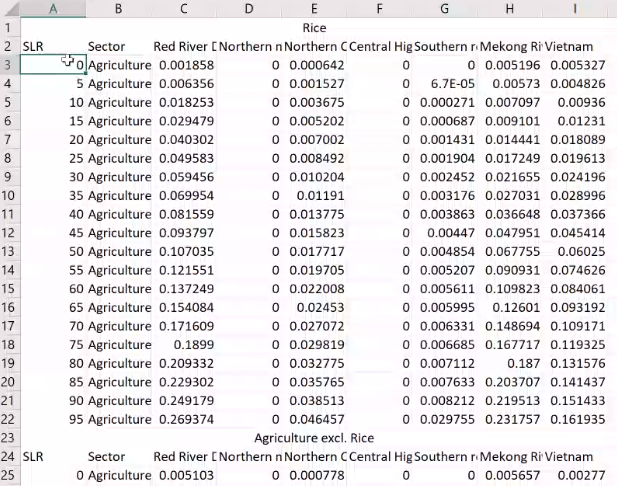 A B C D E F G H I
1 Rice
2 SLR Sector Red River D Northern n Northern C Central Hig Southern r Mekong Ri Vietnam
3 0 Agriculture 0.001858 0 0.000642 0 0 0.005196 0.005327
4 5 Agriculture 0.006356 0 0.001527 0 6.7E-05 0.00573 0.004826
5 10 Agriculture 0.018253 0 0.003675 0 0.000271 0.007097 0.00936
6 15 Agriculture 0.029479 0 0.005202 0 0.000687 0.009101 0.01231
7 20 Agriculture 0.040302 0 0.007002 0 0.001431 0.014441 0.018089
8 25 Agriculture 0.049583 0 0.008492 0 0.001904 0.017249 0.019613
9 30 Agriculture 0.059456 0 0.010204 0 0.002452 0.021655 0.024196
10 35 Agriculture 0.069954 0 0.01191 0 0.003176 0.027031 0.028996
11 40 Agriculture 0.081559 0 0.013775 0 0.003863 0.036648 0.037366
12 45 Agriculture 0.093797 0 0.015823 0 0.00447 0.047951 0.045414
13 50 Agriculture 0.107035 0 0.017717 0 0.004854 0.067755 0.06025
14 55 Agriculture 0.121551 0 0.019705 0 0.005207 0.090931 0.074626
15 60 Agriculture 0.137249 0 0.022008 0 0.005611 0.109823 0.084061
16 65 Agriculture 0.154084 0 0.02453 0 0.005995 0.12601 0.093192
17 70 Agriculture 0.171609 0 0.027072 0 0.006331 0.148694 0.109171
18 75 Agriculture 0.1899 0 0.029819 0 0.006685 0.167717 0.119325
19 80 Agriculture 0.209332 0 0.032775 0 0.007112 0.187 0.131576
20 85 Agriculture 0.229302 0 0.035765 0 0.007633 0.203707 0.141437
21 90 Agriculture 0.249179 0 0.038513 0 0.008212 0.219513 0.151433
22 95 Agriculture 0.269374 0 0.046457 0 0.029755 0.231757 0.161935
23 Agriculture excl. Rice
24 SLR Sector Red River D Northern n Northern C Central Hig Southern r Mekong Ri Vietnam
25 0 Agriculture 0.005103 0 0.000778 0 0 0.005657 0.00277